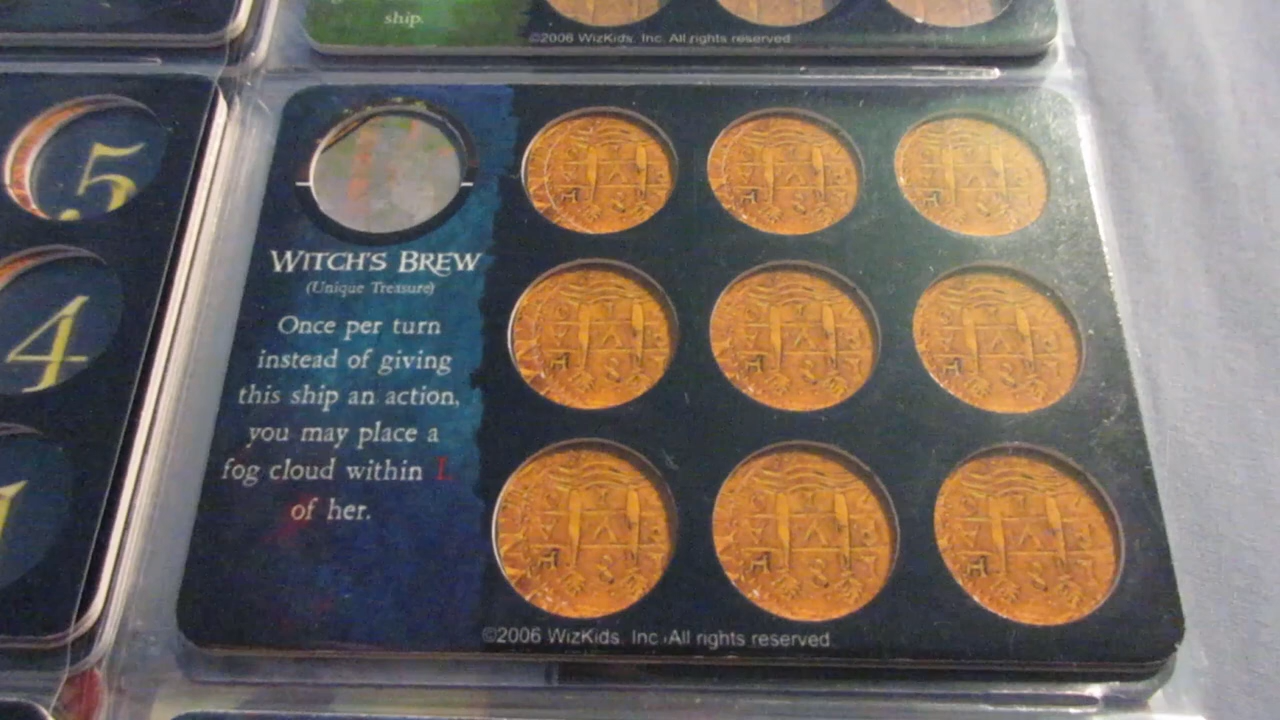 ship.
©2006 WizKids, Inc. All rights reserved
5
4
1
WITCH'S BREW
(Unique Treasure)
Once per turn
instead of giving
this ship an action,
you may place a
fog cloud within L
of her.
©2006 WizKids, Inc. All rights reserved